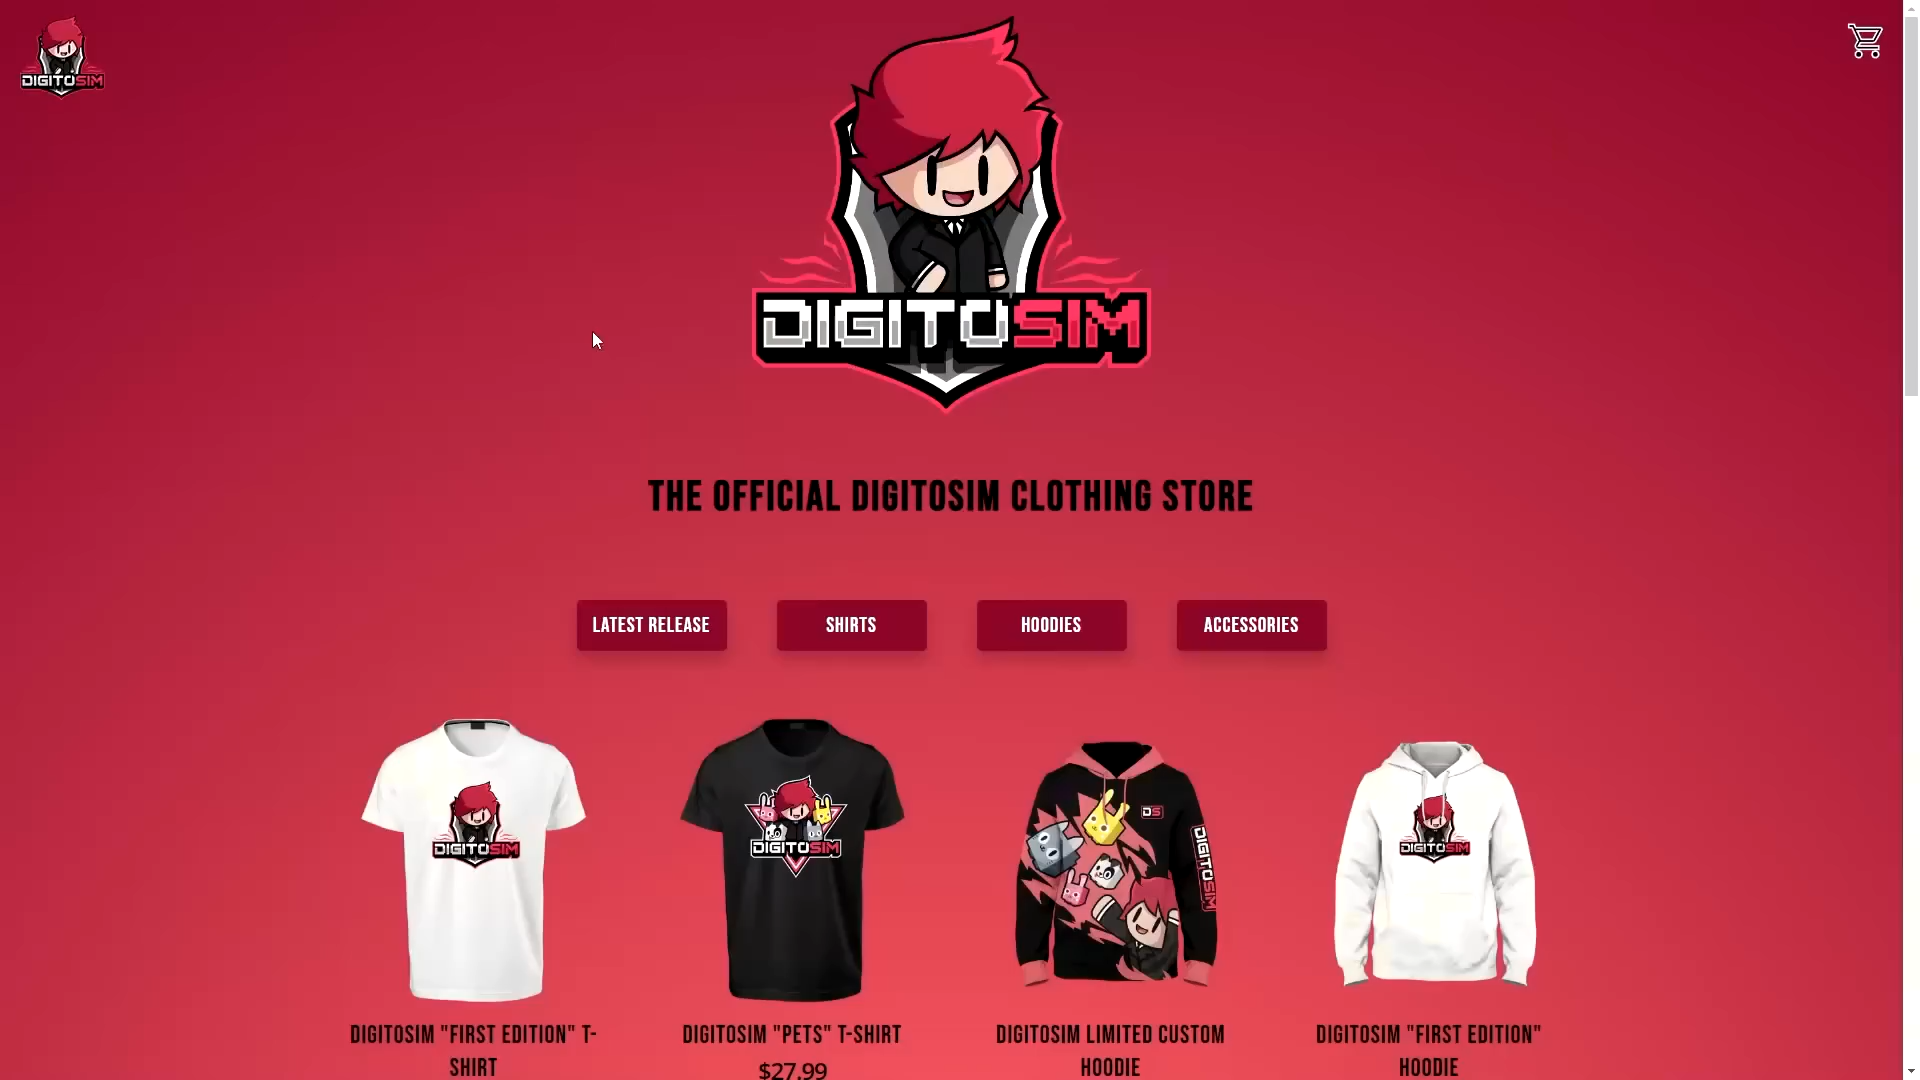 DIGITOSIM
DIGITOSIM
THE OFFICIAL DIGITOSIM CLOTHING STORE
LATEST RELEASE
SHIRTS
HOODIES
ACCESSORIES
DIGITOSIM
DIGITOSIM
DS
DIGITOSIM
DIGITOSIM
DIGITOSIM "FIRST EDITION" T-
SHIRT
DIGITOSIM "PETS" T-SHIRT
$27.99
DIGITOSIM LIMITED CUSTOM
HOODIE
DIGITOSIM "FIRST EDITION"
HOODIE